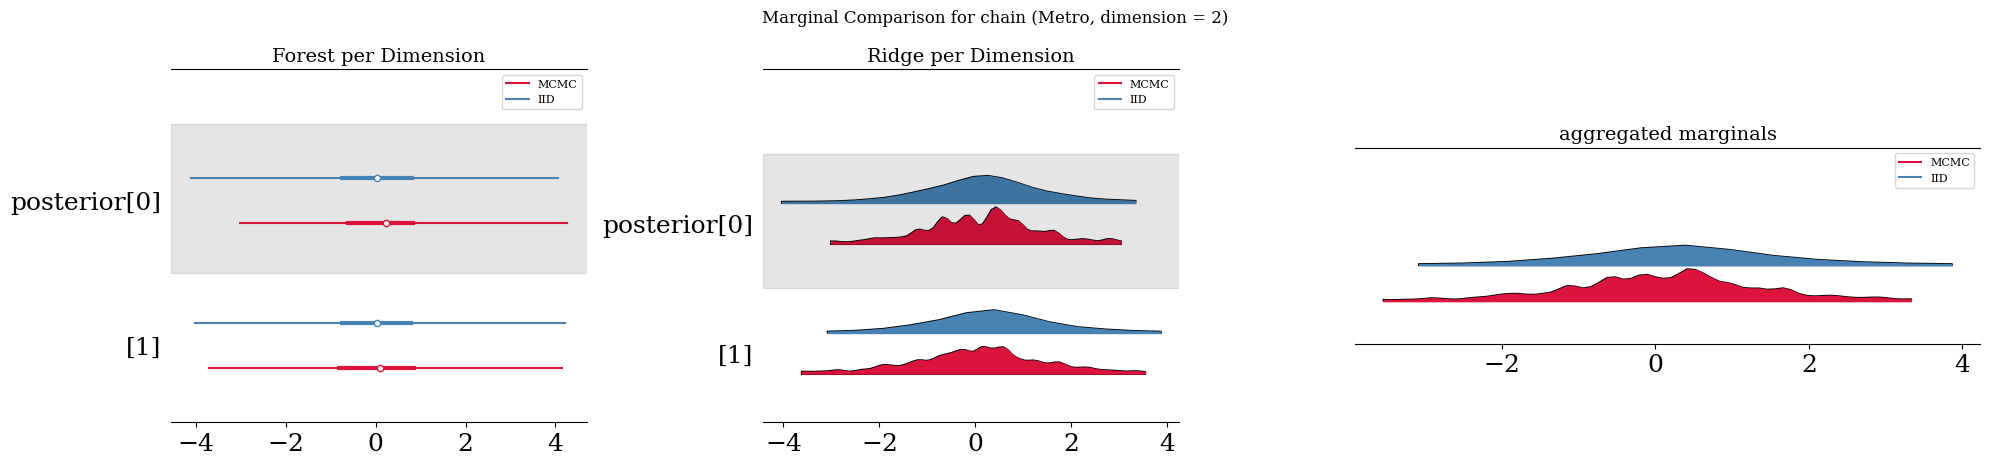 Marginal Comparison for chain (Metro, dimension = 2)
Forest per Dimension
MCMC
IID
posterior[0]
[1]
−4 −2 0 2 4
Ridge per Dimension
MCMC
IID
posterior[0]
[1]
−4 −2 0 2 4
aggregated marginals
MCMC
IID
−2 0 2 4